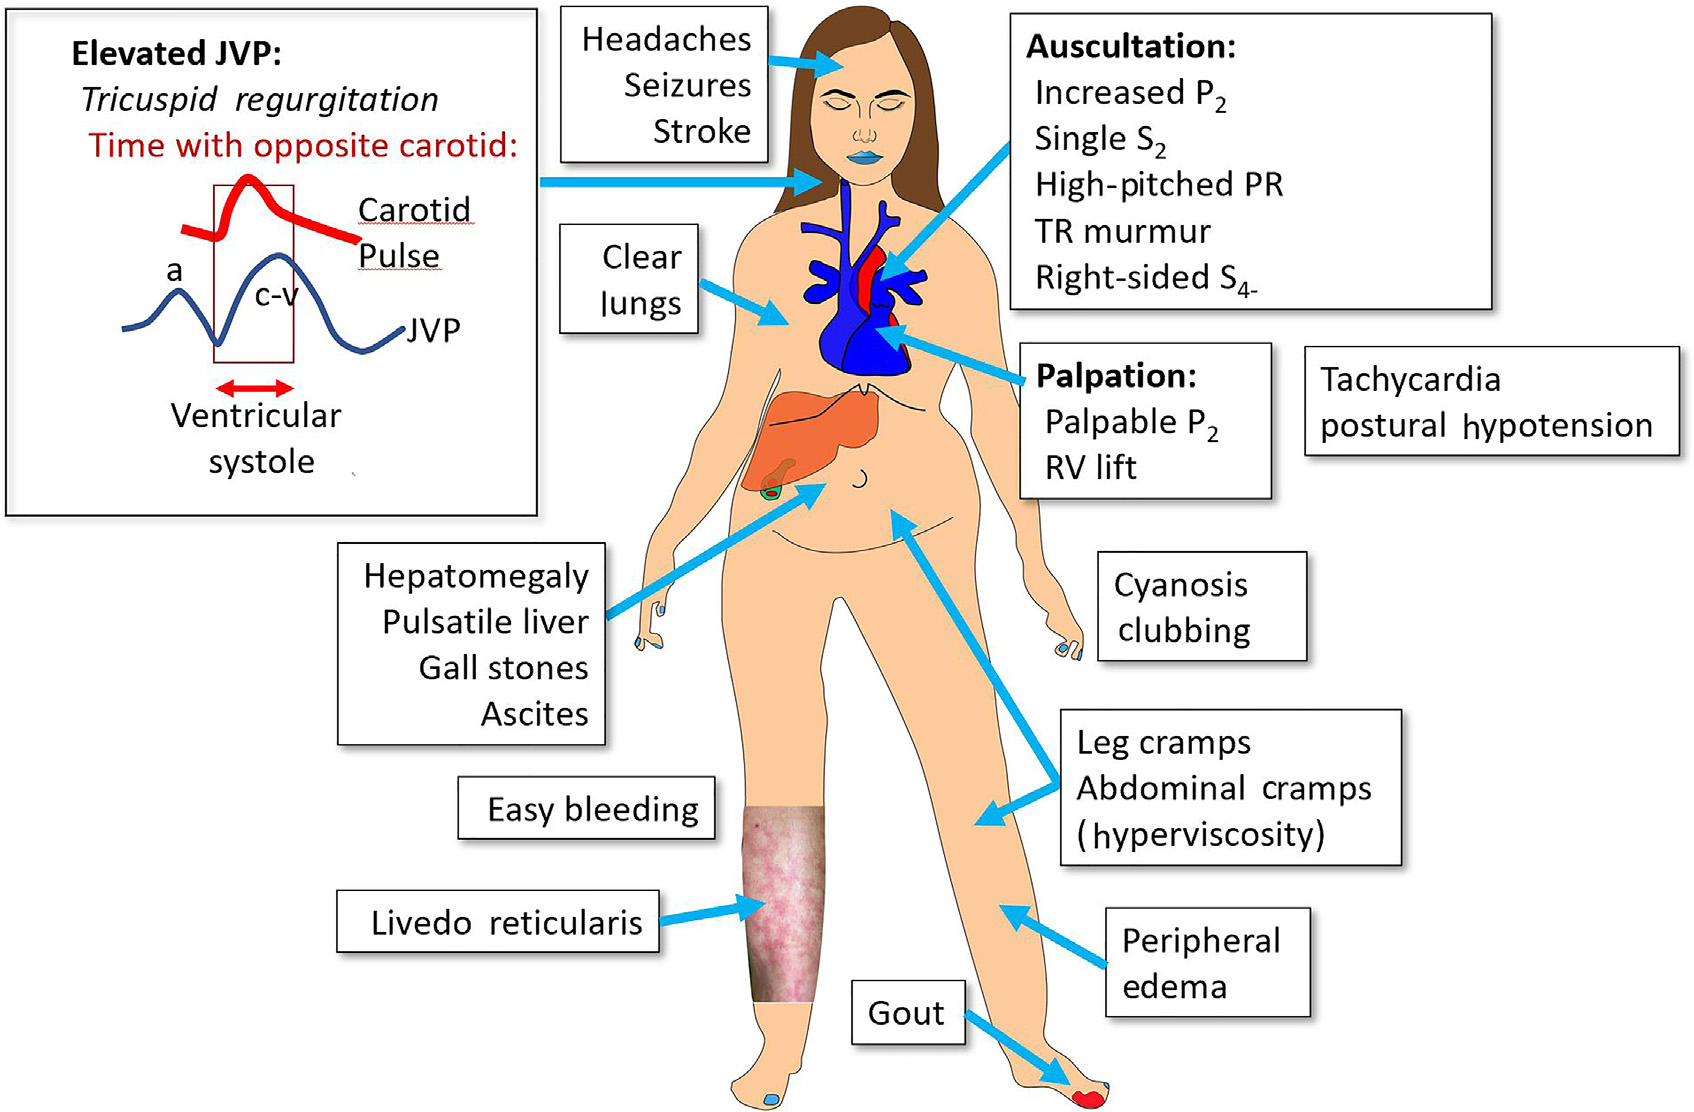 Elevated JVP:
Tricuspid regurgitation
Time with opposite carotid:
Carotid
Pulse
a
c-v
JVP
Ventricular
systole
Headaches
Seizures
Stroke
Clear
lungs
Auscultation:
Increased P2
Single S2
High-pitched PR
TR murmur
Right-sided S4-
Palpation:
Palpable P2
RV lift
Tachycardia
postural hypotension
Hepatomegaly
Pulsatile liver
Gall stones
Ascites
Cyanosis
clubbing
Leg cramps
Abdominal cramps
(hyperviscosity)
Easy bleeding
Livedo reticularis
Peripheral
edema
Gout